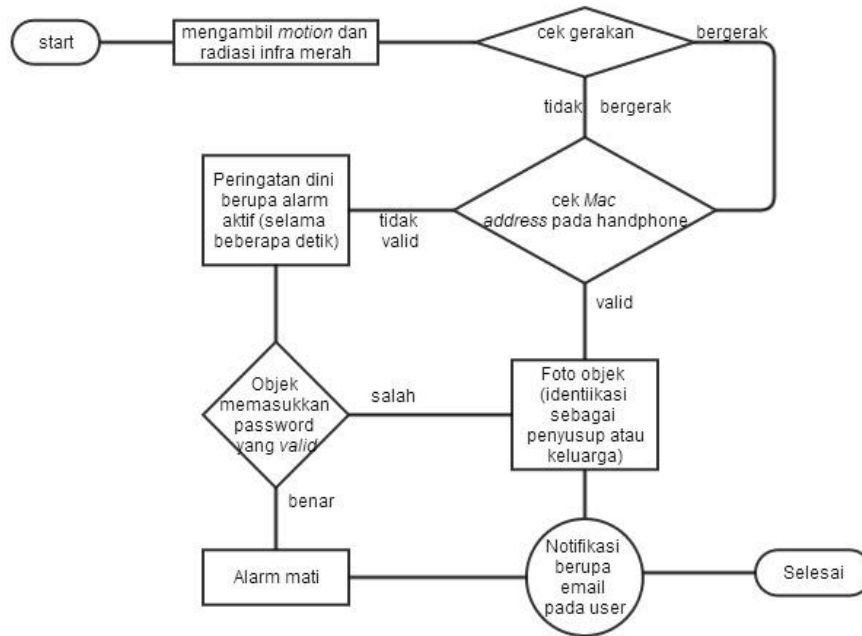 start
mengambil motion dan
radiasi infra merah
cek gerakan
bergerak
tidak bergerak
Peringatan dini
berupa alarm
aktif (selama
beberapa detik)
tidak
valid
cek Mac
address pada handphone
valid
Objek
memasukkan
password
yang valid
salah
Foto objek
(identiikasi
sebagai
penyusup atau
keluarga)
benar
Alarm mati
Notifikasi
berupa
email
pada user
Selesai